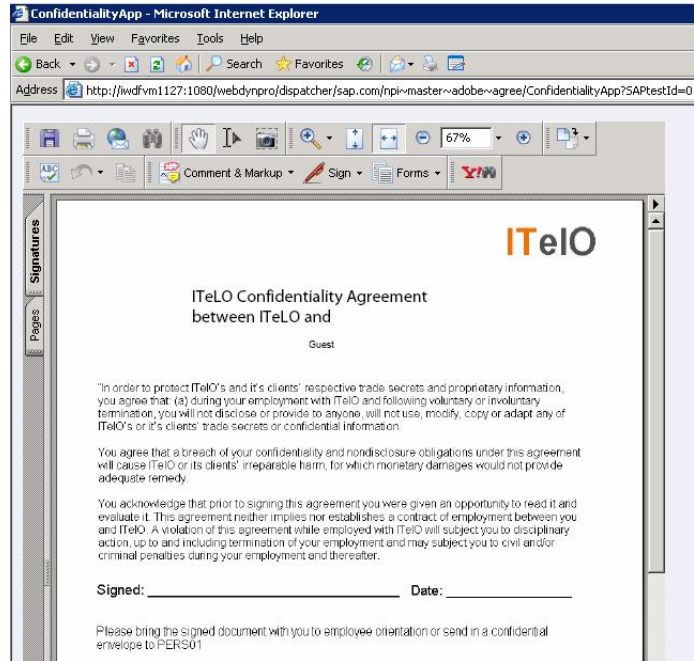 ConfidentialityApp - Microsoft Internet Explorer
File Edit View Favorites Tools Help
Back Search Favorites
Address http://iwdfvm1127:1080/webdynpro/dispatcher/sap.com/npi~master~adobe~agree/ConfidentialityApp?SAPtestId=0
67%
ABC Comment & Markup Sign Forms Y!
Signatures
Pages
ITelO
ITeLO Confidentiality Agreement
between ITeLO and
Guest
"In order to protect ITelO's and it's clients' respective trade secrets and proprietary information,
you agree that: (a) during your employment with ITelO and following voluntary or involuntary
termination, you will not disclose or provide to anyone, will not use, modify, copy or adapt any of
ITelO's or it's clients' trade secrets or confidential information.
You agree that a breach of your confidentiality and nondisclosure obligations under this agreement
will cause ITelO or its clients' irreparable harm, for which monetary damages would not provide
adequate remedy.
You acknowledge that prior to signing this agreement you were given an opportunity to read it and
evaluate it. This agreement neither implies nor establishes a contract of employment between you
and ITelO. A violation of this agreement while employed with ITelO will subject you to disciplinary
action, up to and including termination of your employment and may subject you to civil and/or
criminal penalties during your employment and thereafter.
Signed: Date:
Please bring the signed document with you to employee orientation or send in a confidential
envelope to PERS01